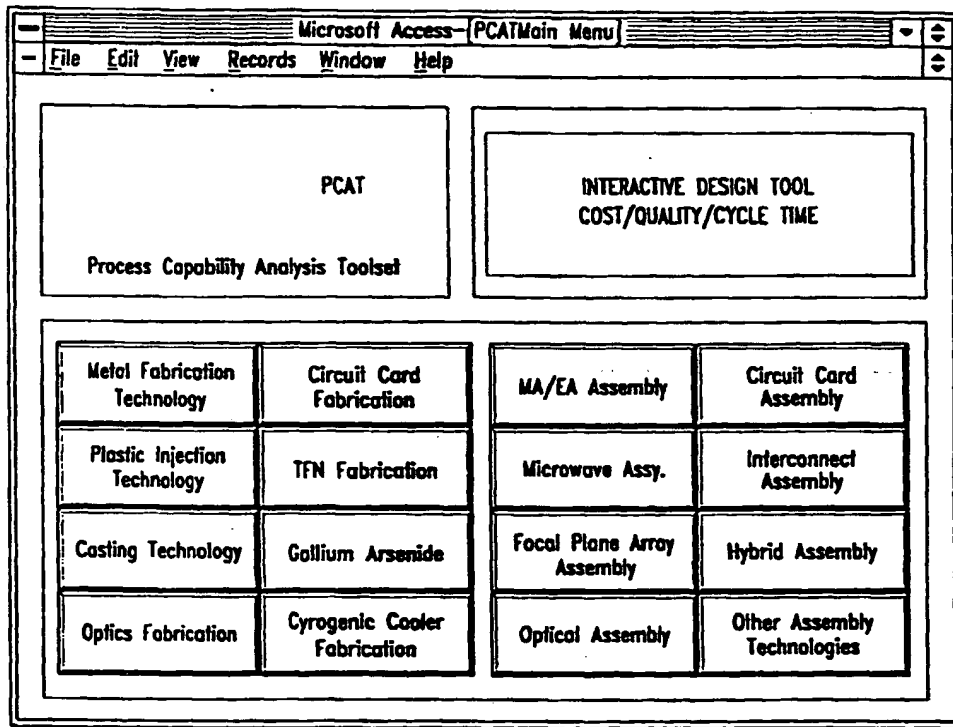 Microsoft Access-[PCATMain Menu]
File Edit View Records Window Help
PCAT
Process Capability Analysis Toolset
INTERACTIVE DESIGN TOOL
COST/QUALITY/CYCLE TIME
Metal Fabrication
Technology
Circuit Card
Fabrication
Plastic Injection
Technology
TFN Fabrication
Casting Technology
Gallium Arsenide
Optics Fabrication
Cyrogenic Cooler
Fabrication
MA/EA Assembly
Circuit Card
Assembly
Microwave Assy.
Interconnect
Assembly
Focal Plane Array
Assembly
Hybrid Assembly
Optical Assembly
Other Assembly
Technologies